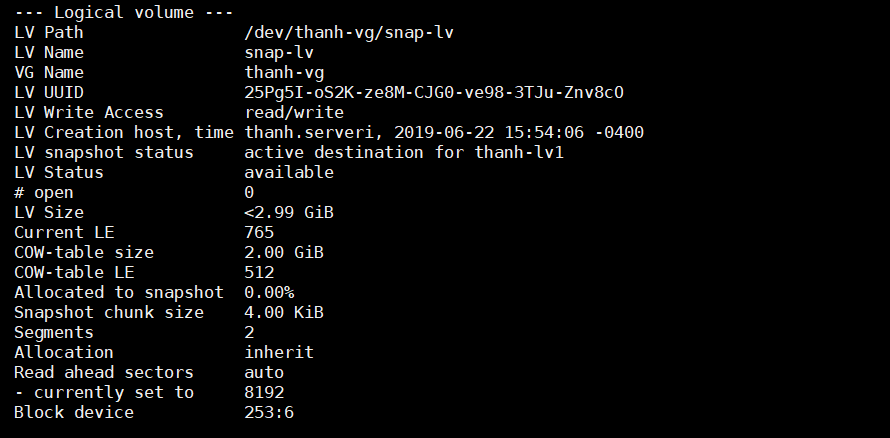 --- Logical volume ---
LV Path                /dev/thanh-vg/snap-lv
LV Name                snap-lv
VG Name                thanh-vg
LV UUID                25Pg5I-oS2K-ze8M-CJG0-ve98-3TJu-Znv8cO
LV Write Access        read/write
LV Creation host, time thanh.serveri, 2019-06-22 15:54:06 -0400
LV snapshot status     active destination for thanh-lv1
LV Status              available
# open                 0
LV Size                <2.99 GiB
Current LE             765
COW-table size         2.00 GiB
COW-table LE           512
Allocated to snapshot  0.00%
Snapshot chunk size    4.00 KiB
Segments               2
Allocation             inherit
Read ahead sectors     auto
- currently set to     8192
Block device           253:6